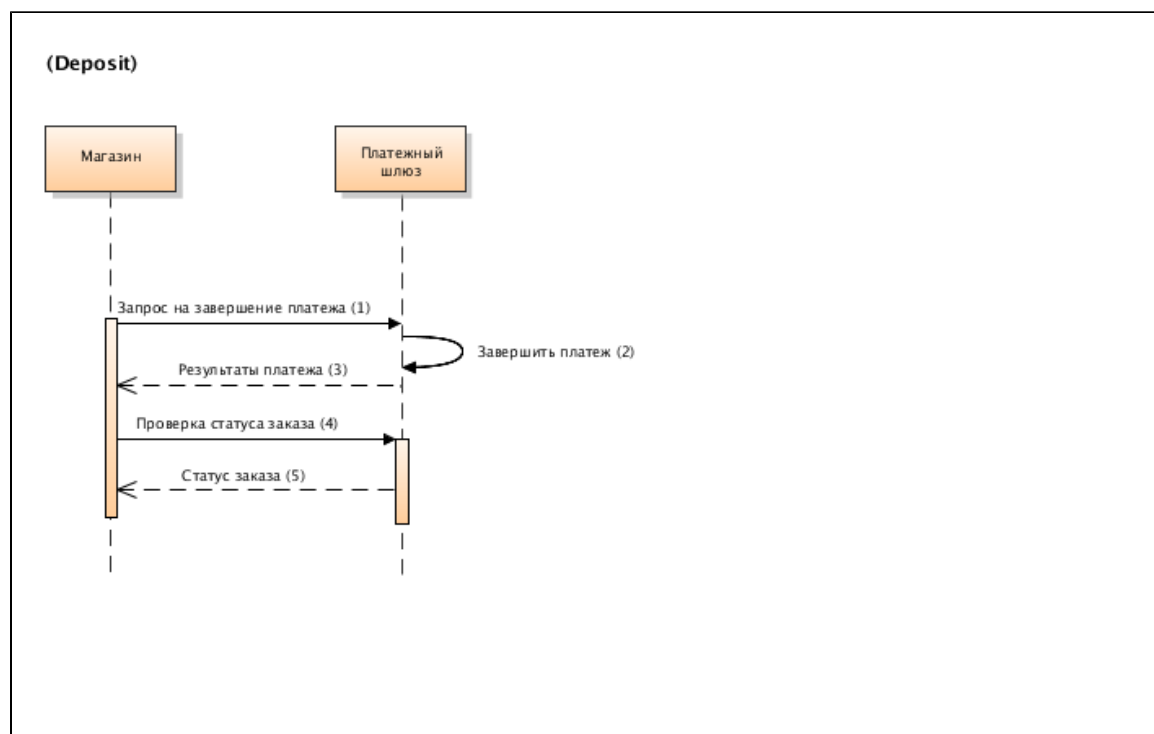 (Deposit)
Магазин
Платежный
шлюз
Запрос на завершение платежа (1)
Завершить платеж (2)
Результаты платежа (3)
Проверка статуса заказа (4)
Статус заказа (5)